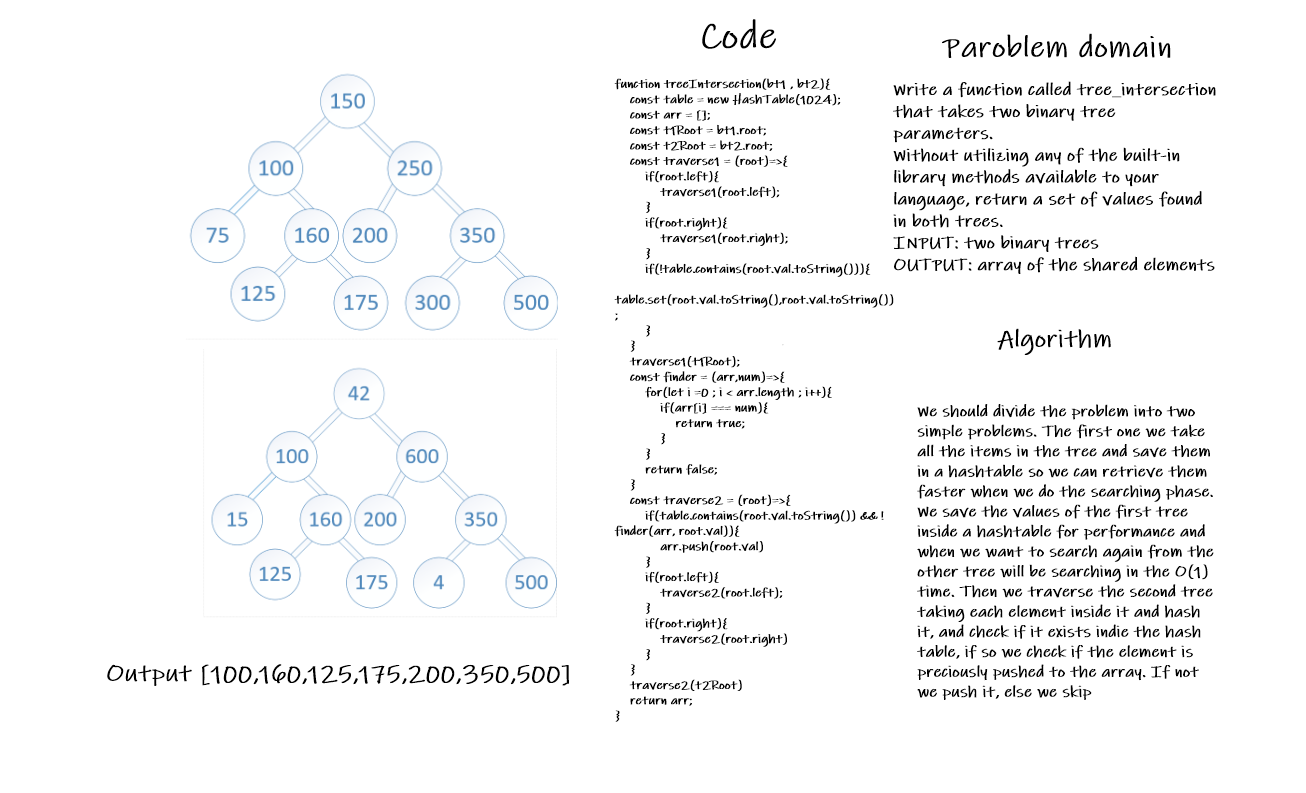 150
100
250
75
160
200
350
125
175
300
500
42
100
600
15
160
200
350
125
175
4
500
Output [100,160,125,175,200,350,500]
Code
function treeIntersection(bt1 , bt2){
const table = new HashTable(1024);
const arr = [];
const t1Root = bt1.root;
const t2Root = bt2.root;
const traverse1 = (root)=>{
if(root.left){
traverse1(root.left);
}
if(root.right){
traverse1(root.right);
}
if(!table.contains(root.val.toString())){
table.set(root.val.toString(),root.val.toString())
;
}
}
traverse1(t1Root);
const finder = (arr,num)=>{
for(let i =0 ; i < arr.length ; i++){
if(arr[i] === num){
return true;
}
}
return false;
}
const traverse2 = (root)=>{
if(table.contains(root.val.toString()) && !
finder(arr, root.val)){
arr.push(root.val)
}
if(root.left){
traverse2(root.left);
}
if(root.right){
traverse2(root.right)
}
}
traverse2(t2Root)
return arr;
}
Paroblem domain
Write a function called tree_intersection
that takes two binary tree
parameters.
Without utilizing any of the built-in
library methods available to your
language, return a set of values found
in both trees.
INPUT: two binary trees
OUTPUT: array of the shared elements
Algorithm
We should divide the problem into two
simple problems. The first one we take
all the items in the tree and save them
in a hashtable so we can retrieve them
faster when we do the searching phase.
We save the values of the first tree
inside a hashtable for performance and
when we want to search again from the
other tree will be searching in the O(1)
time. Then we traverse the second tree
taking each element inside it and hash
it, and check if it exists indie the hash
table, if so we check if the element is
preciously pushed to the array. If not
we push it, else we skip